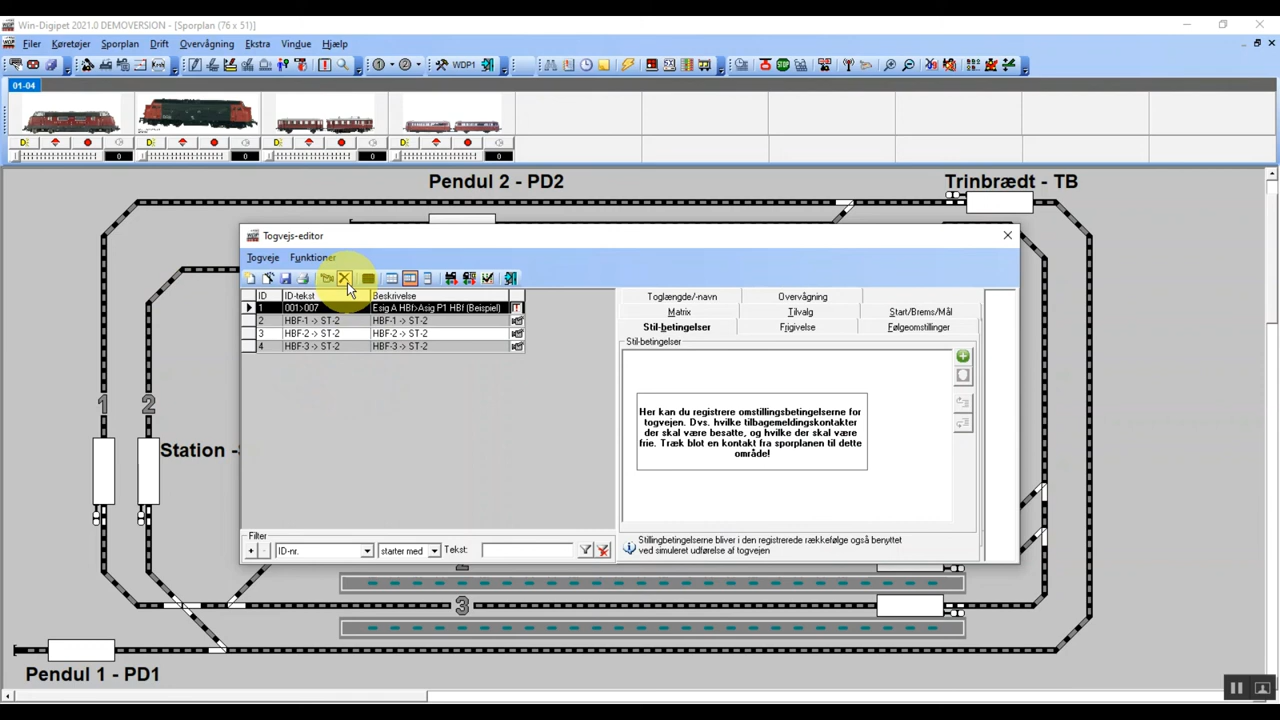 Win-Digipet 2021.0 DEMOVERSION - [Sporplan (76 x 51)]
Filer Køretøjer Sporplan Drift Overvågning Ekstra Vindue Hjælp
1 2 WDP1 STOP
01-04
0 0 0 0
Pendul 2 - PD2
Trinbrædt - TB
Togvejs-editor
Togveje Funktioner
ID ID-tekst Beskrivelse
1 001>007 Esig A HBf>Asig P1 HBf (Beispiel)
2 HBF-1 -> ST-2 HBF-1 -> ST-2
3 HBF-2 -> ST-2 HBF-2 -> ST-2
4 HBF-3 -> ST-2 HBF-3 -> ST-2
Toglængde/-navn Overvågning
Matrix Tilvalg Start/Brems/Mål
Stil-betingelser Frigivelse Følgeomstillinger
Stil-betingelser
Her kan du registrere omstillingsbetingelserne for
togvejen. Dvs. hvilke tilbagemeldingskontakter
der skal være besatte, og hvilke der skal være
frie. Træk blot en kontakt fra sporplanen til dette
område!
Stillingbetingelserne bliver i den registrerede rækkefølge også benyttet
ved simuleret udførelse af togvejen
Filter
+ - ID-nr. starter med Tekst:
1 2
Station -
3
Pendul 1 - PD1